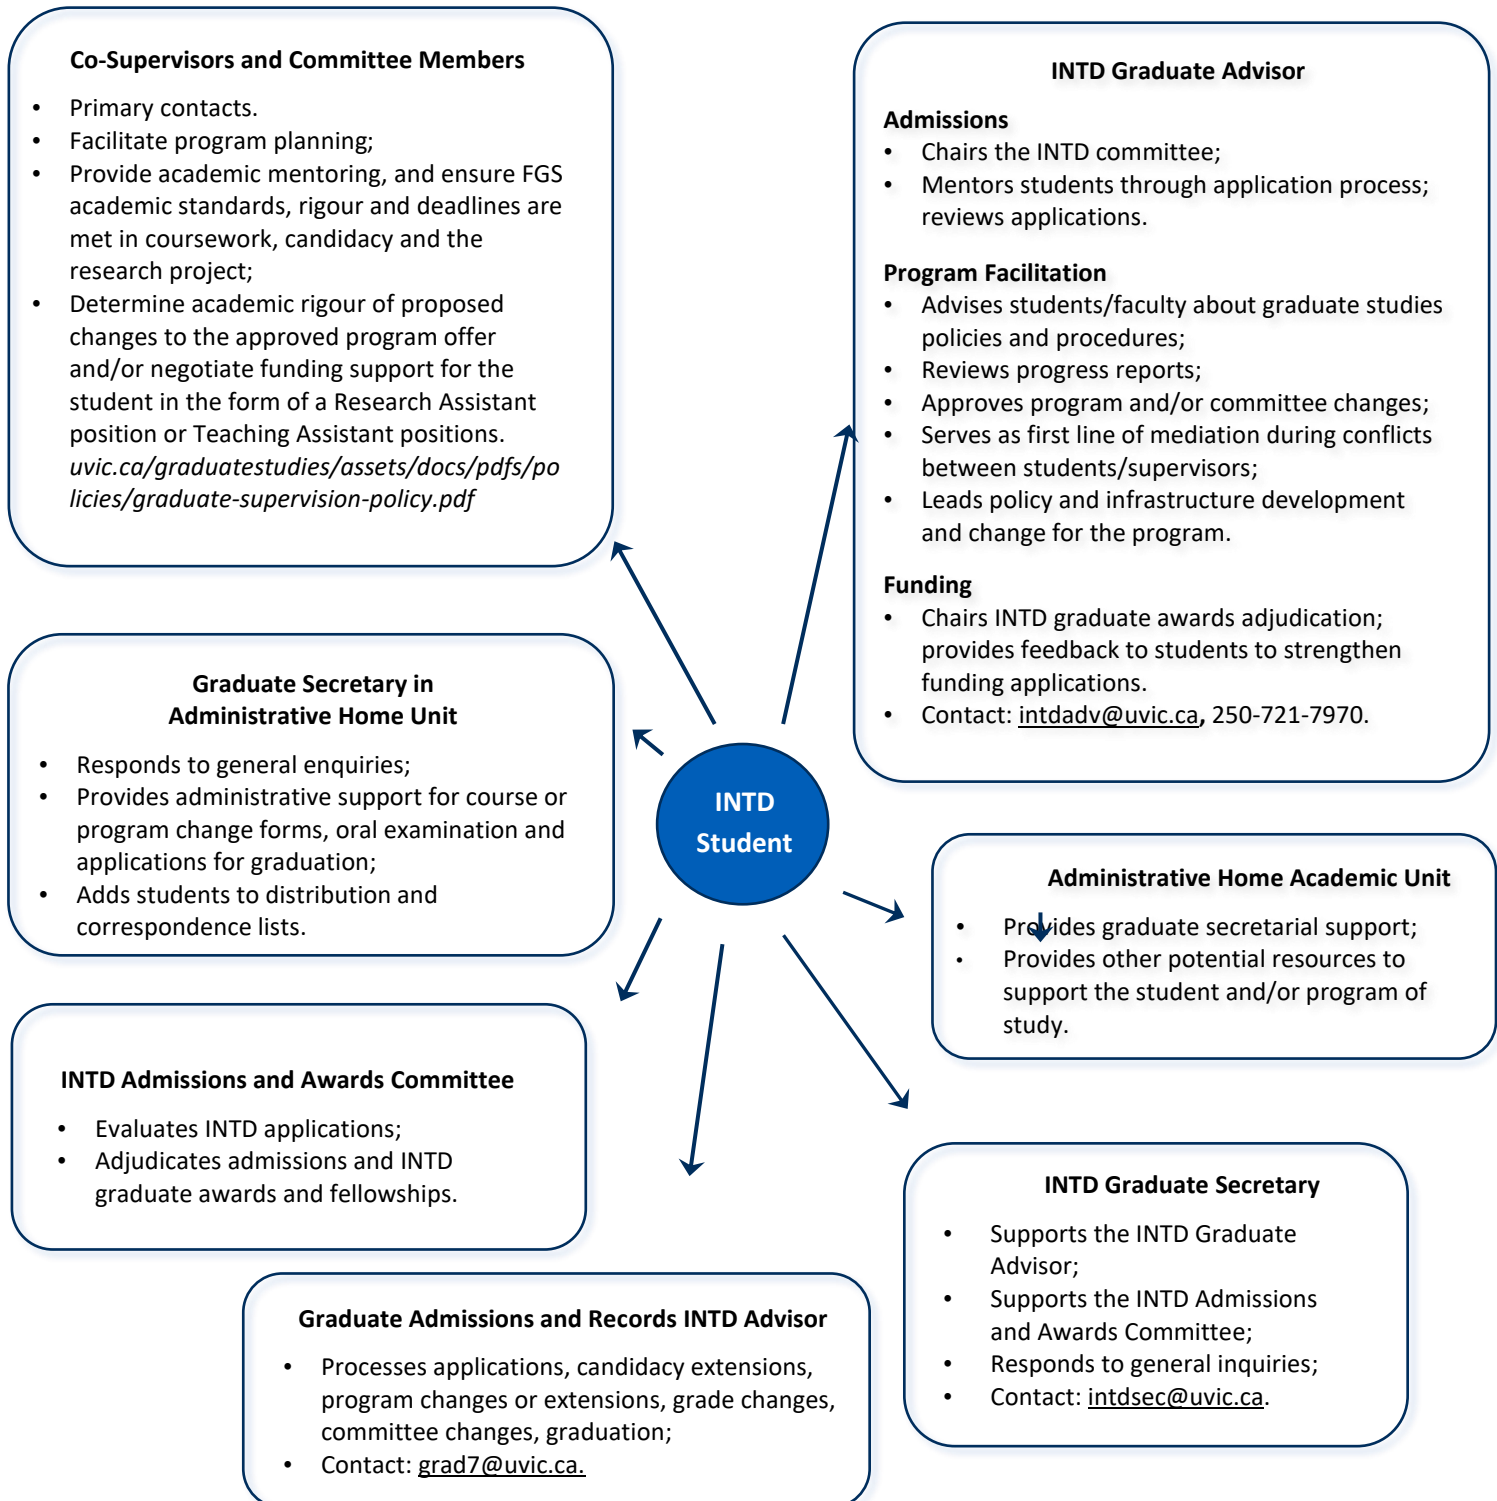 Co-Supervisors and Committee Members
• Primary contacts.
• Facilitate program planning;
• Provide academic mentoring, and ensure FGS
academic standards, rigour and deadlines are
met in coursework, candidacy and the
research project;
• Determine academic rigour of proposed
changes to the approved program offer
and/or negotiate funding support for the
student in the form of a Research Assistant
position or Teaching Assistant positions.
uvic.ca/graduatestudies/assets/docs/pdfs/po
licies/graduate-supervision-policy.pdf
INTD Graduate Advisor
Admissions
• Chairs the INTD committee;
• Mentors students through application process;
reviews applications.
Program Facilitation
• Advises students/faculty about graduate studies
policies and procedures;
• Reviews progress reports;
• Approves program and/or committee changes;
• Serves as first line of mediation during conflicts
between students/supervisors;
• Leads policy and infrastructure development
and change for the program.
Funding
• Chairs INTD graduate awards adjudication;
provides feedback to students to strengthen
funding applications.
• Contact: intdadv@uvic.ca, 250-721-7970.
Graduate Secretary in
Administrative Home Unit
• Responds to general enquiries;
• Provides administrative support for course or
program change forms, oral examination and
applications for graduation;
• Adds students to distribution and
correspondence lists.
INTD
Student
Administrative Home Academic Unit
• Provides graduate secretarial support;
• Provides other potential resources to
support the student and/or program of
study.
INTD Admissions and Awards Committee
• Evaluates INTD applications;
• Adjudicates admissions and INTD
graduate awards and fellowships.
INTD Graduate Secretary
• Supports the INTD Graduate
Advisor;
• Supports the INTD Admissions
and Awards Committee;
• Responds to general inquiries;
• Contact: intdsec@uvic.ca.
Graduate Admissions and Records INTD Advisor
• Processes applications, candidacy extensions,
program changes or extensions, grade changes,
committee changes, graduation;
• Contact: grad7@uvic.ca.